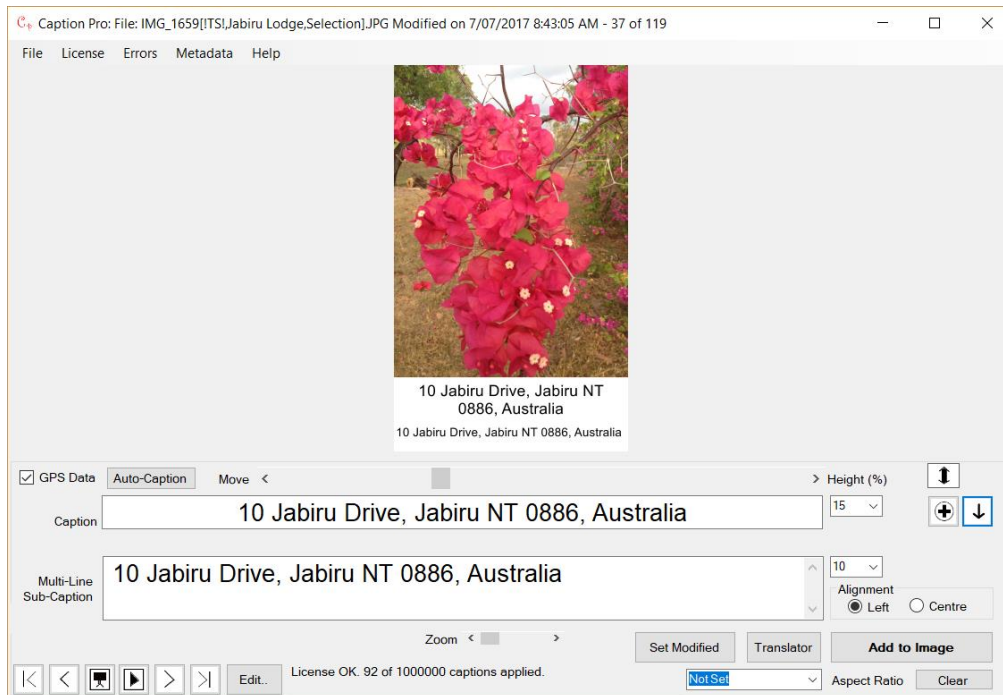 Caption Pro: File: IMG_1659[!TS!,Jabiru Lodge,Selection].JPG Modified on 7/07/2017 8:43:05 AM - 37 of 119
File License Errors Metadata Help
10 Jabiru Drive, Jabiru NT
0886, Australia
10 Jabiru Drive, Jabiru NT 0886, Australia
GPS Data Auto-Caption Move Height (%)
Caption 10 Jabiru Drive, Jabiru NT 0886, Australia 15
Multi-Line
Sub-Caption
10 Jabiru Drive, Jabiru NT 0886, Australia 10
Alignment
Left Centre
Zoom Set Modified Translator Add to Image
Edit.. License OK. 92 of 1000000 captions applied. Not Set Aspect Ratio Clear